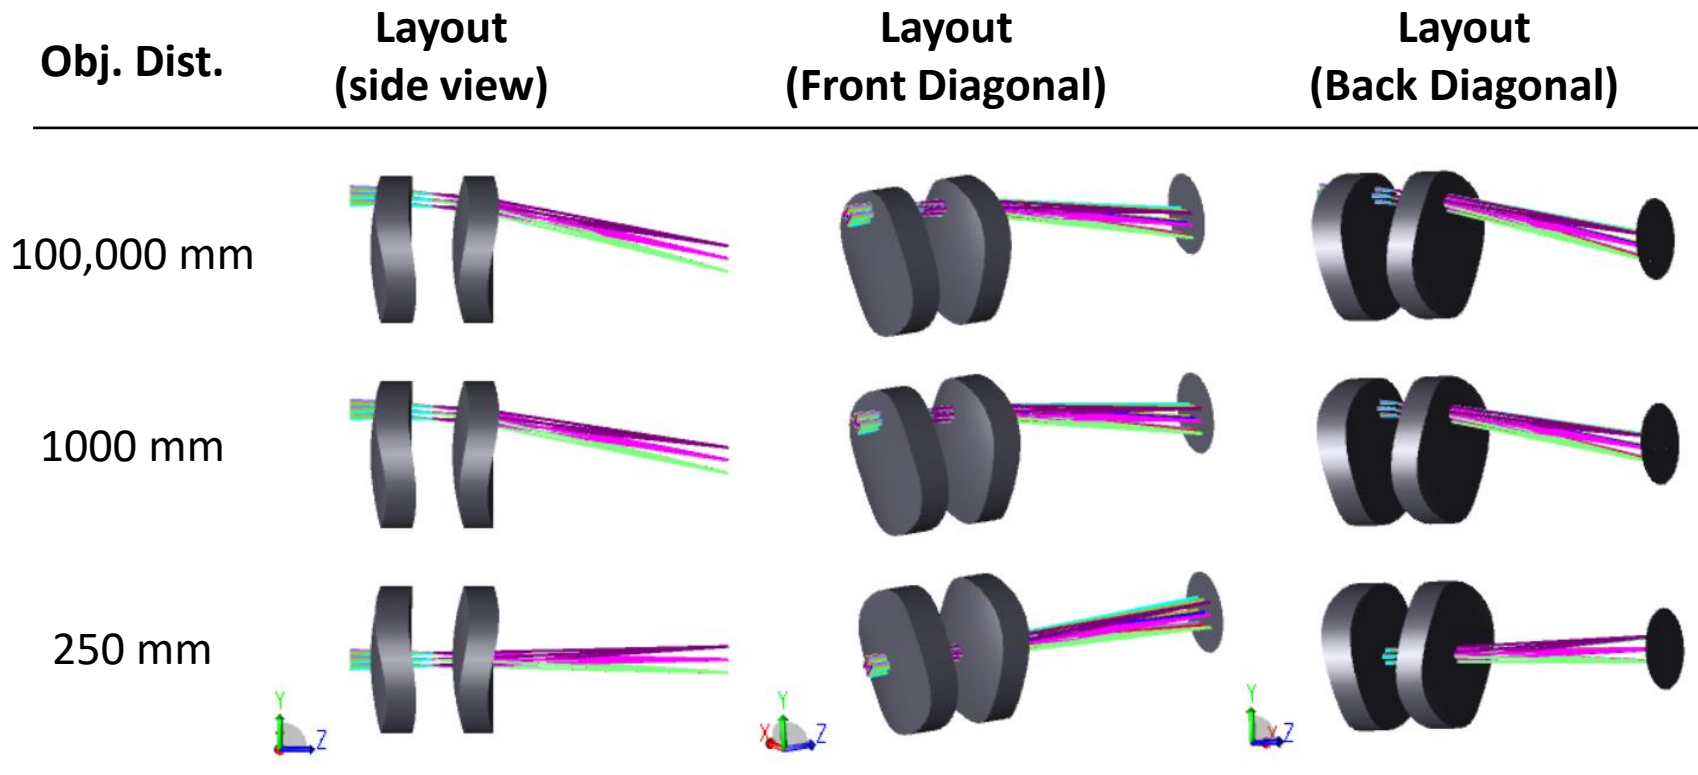 Obj. Dist.
Layout
(side view)
Layout
(Front Diagonal)
Layout
(Back Diagonal)
100,000 mm
1000 mm
250 mm
Y
Z
Y
X
Z
Y
X
Z